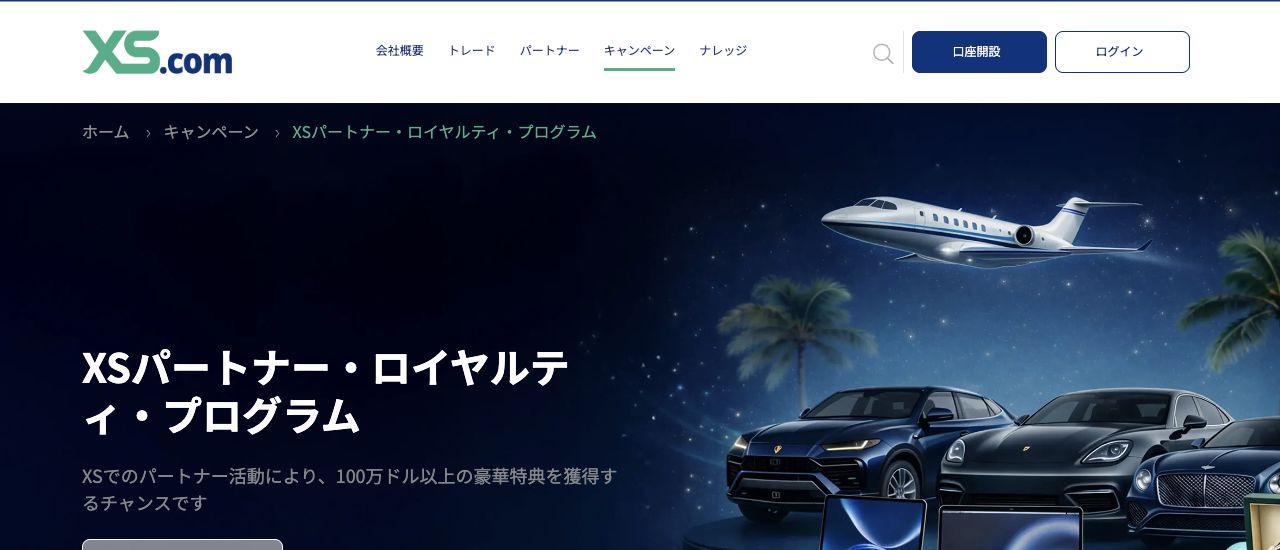 XS.com
会社概要 トレード パートナー キャンペーン ナレッジ 口座開設 ログイン
ホーム › キャンペーン › XSパートナー・ロイヤルティ・プログラム
XSパートナー・ロイヤルテ
ィ・プログラム
XSでのパートナー活動により、100万ドル以上の豪華特典を獲得す
るチャンスです